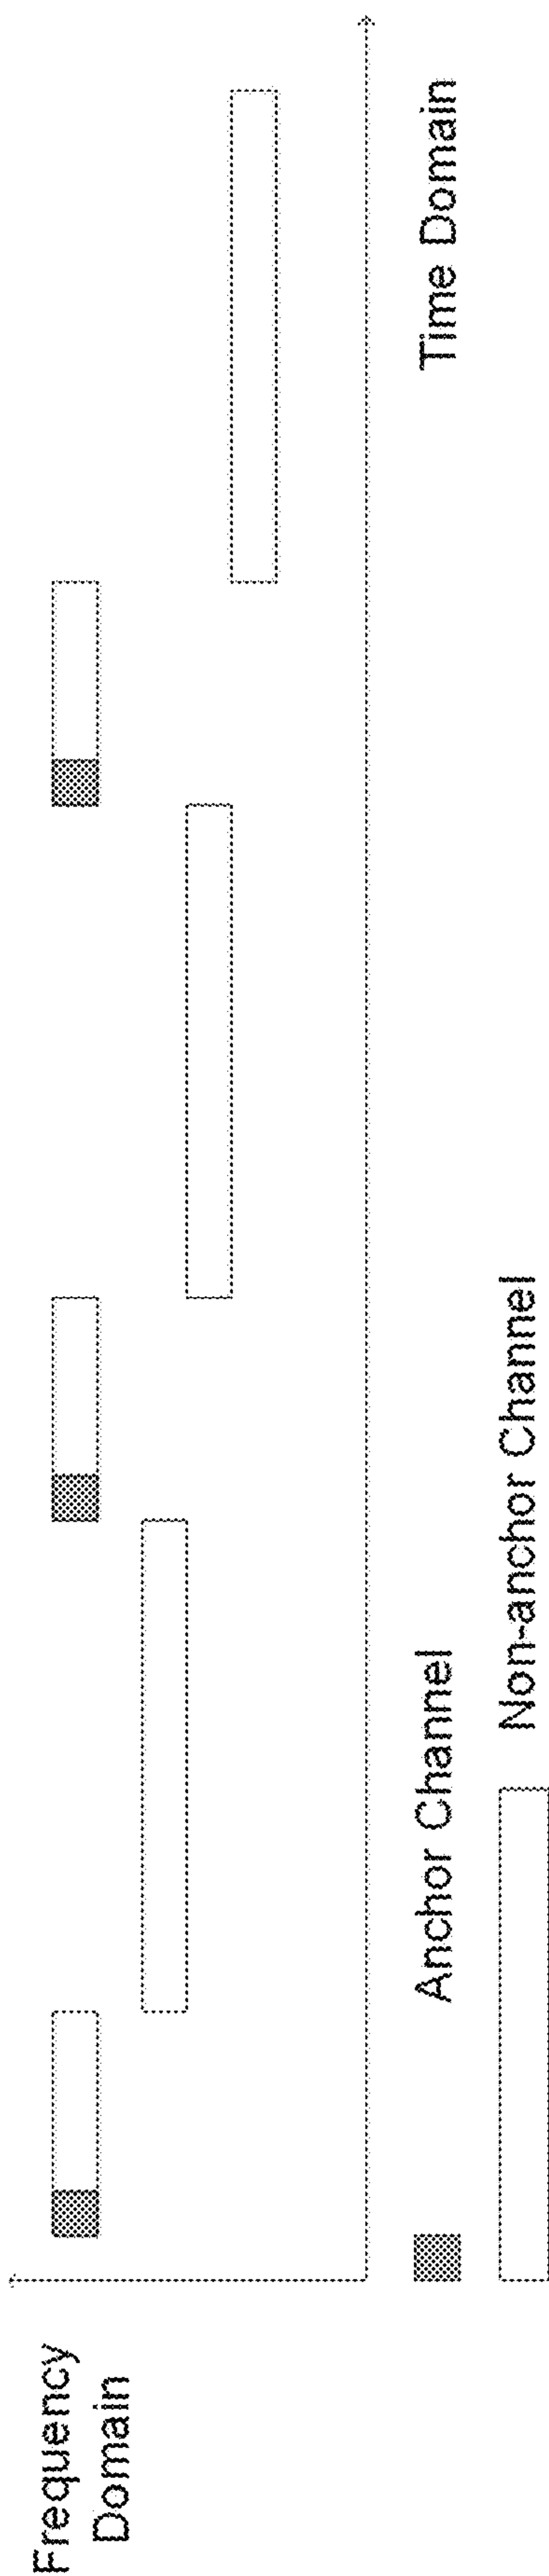 Frequency
Domain
Time Domain
Anchor Channel
Non-anchor Channel